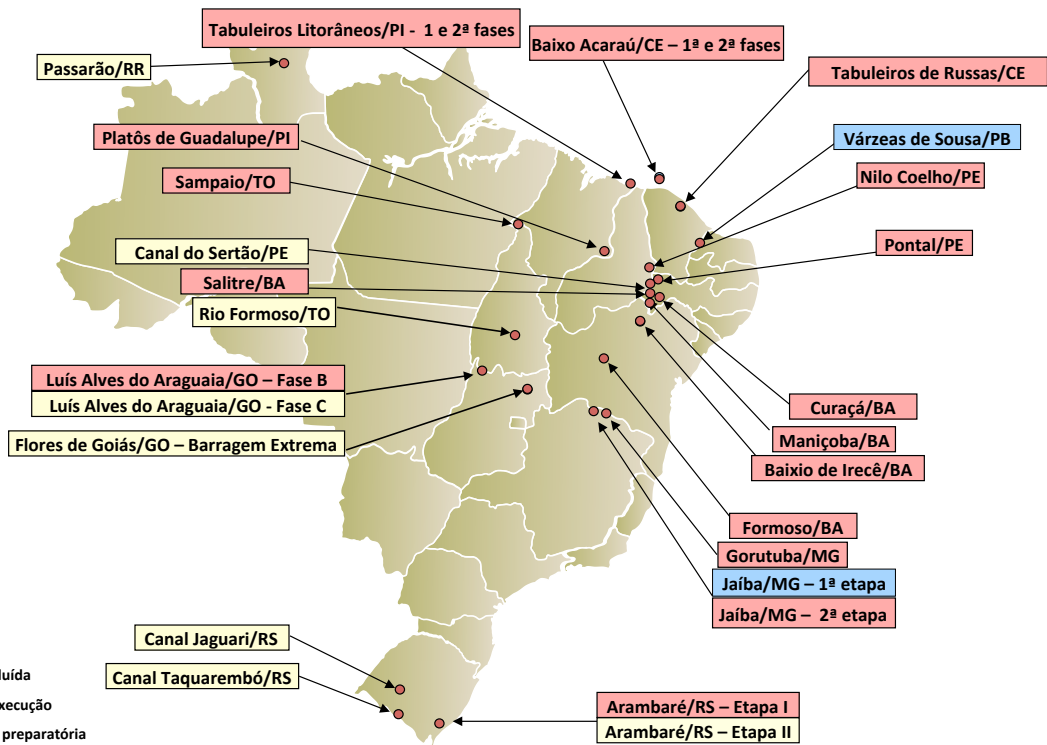 Tabuleiros Litorâneos/PI - 1 e 2ª fases
Baixo Acaraú/CE – 1ª e 2ª fases
Passarão/RR
Tabuleiros de Russas/CE
Platôs de Guadalupe/PI
Várzeas de Sousa/PB
Sampaio/TO
Nilo Coelho/PE
Canal do Sertão/PE
Pontal/PE
Salitre/BA
Rio Formoso/TO
Luís Alves do Araguaia/GO – Fase B
Luís Alves do Araguaia/GO - Fase C
Curaçá/BA
Flores de Goiás/GO – Barragem Extrema
Maniçoba/BA
Baixio de Irecê/BA
Formoso/BA
Gorutuba/MG
Jaíba/MG – 1ª etapa
Jaíba/MG – 2ª etapa
Canal Jaguari/RS
Canal Taquarembó/RS
luída
xecução
preparatória
Arambaré/RS – Etapa I
Arambaré/RS – Etapa II